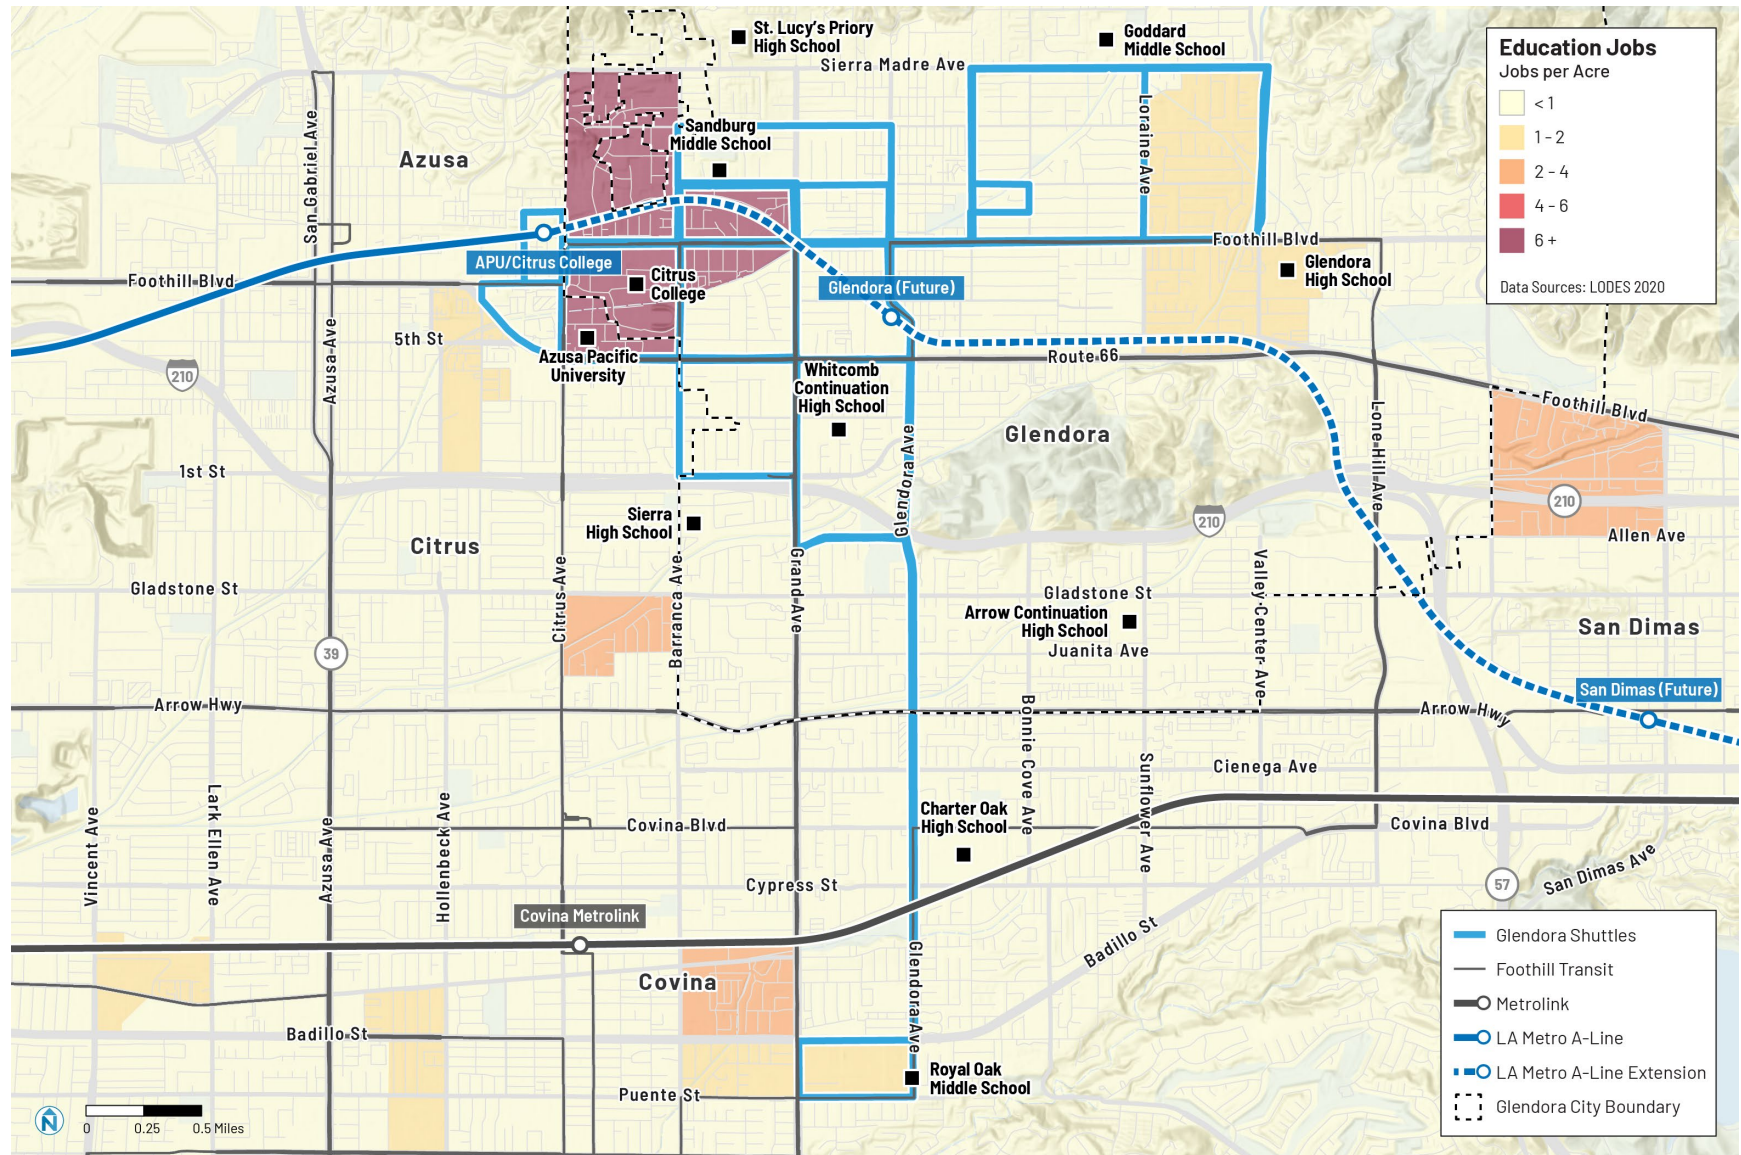 St. Lucy's Priory
High School
Goddard
Middle School
Sierra Madre Ave
Education Jobs
Jobs per Acre
< 1
1 - 2
2 - 4
4 - 6
6 +
Data Sources: LODES 2020
San Gabriel Ave
Azusa
Sandburg
Middle School
Loraine Ave
Foothill Blvd
APU/Citrus College
Foothill Blvd
Citrus
College
Glendora (Future)
Glendora
High School
5th St
Azusa Ave
210
Azusa Pacific
University
Route 66
Whitcomb
Continuation
High School
Foothill Blvd
Lone Hill Ave
Glendora
Glendora Ave
1st St
210
210
Sierra
High School
Allen Ave
Citrus
Citrus Ave
Barranca Ave
Grand Ave
Valley Center Ave
Gladstone St
Gladstone St
Arrow Continuation
High School
Juanita Ave
San Dimas
39
San Dimas (Future)
Arrow Hwy
Arrow Hwy
Bonnie Cove Ave
Sunflower Ave
Cienega Ave
Vincent Ave
Lark Ellen Ave
Azusa Ave
Hollenbeck Ave
Charter Oak
High School
Covina Blvd
Covina Blvd
Cypress St
57
San Dimas Ave
Covina Metrolink
Badillo St
Glendora Ave
Covina
Badillo St
Royal Oak
Middle School
Puente St
Glendora Shuttles
Foothill Transit
Metrolink
LA Metro A-Line
LA Metro A-Line Extension
Glendora City Boundary
N
0
0.25
0.5 Miles